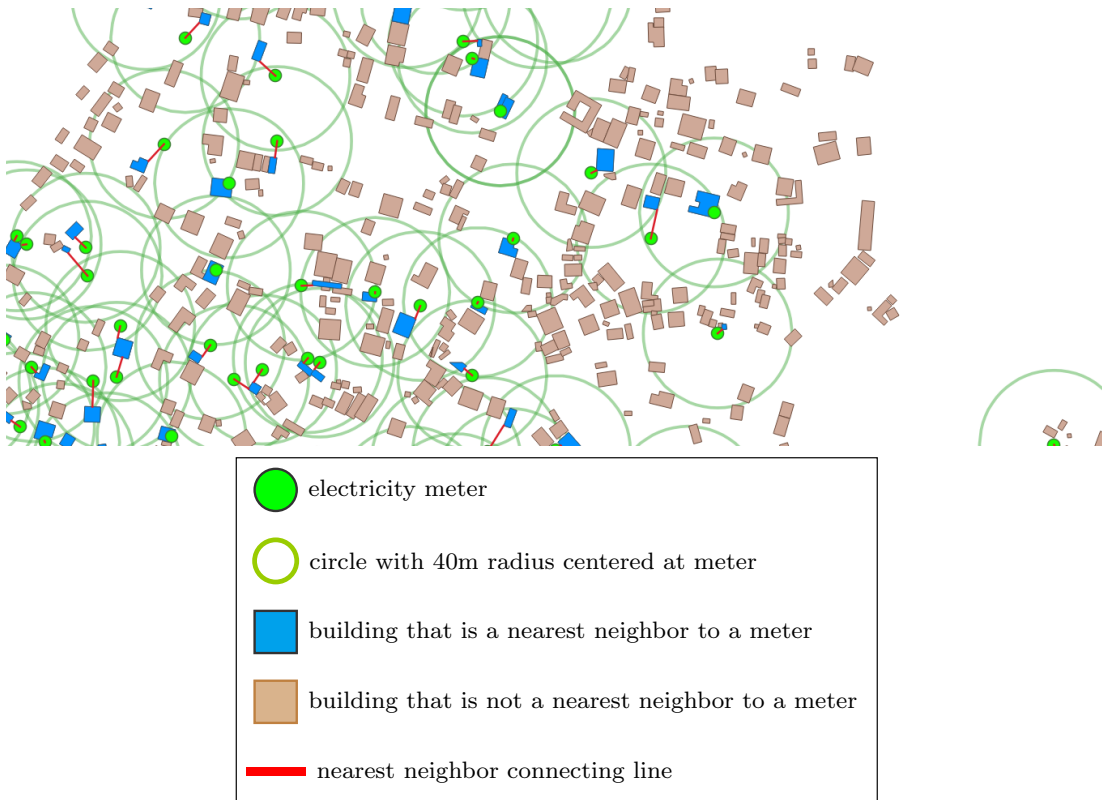 electricity meter
circle with 40m radius centered at meter
building that is a nearest neighbor to a meter
building that is not a nearest neighbor to a meter
nearest neighbor connecting line